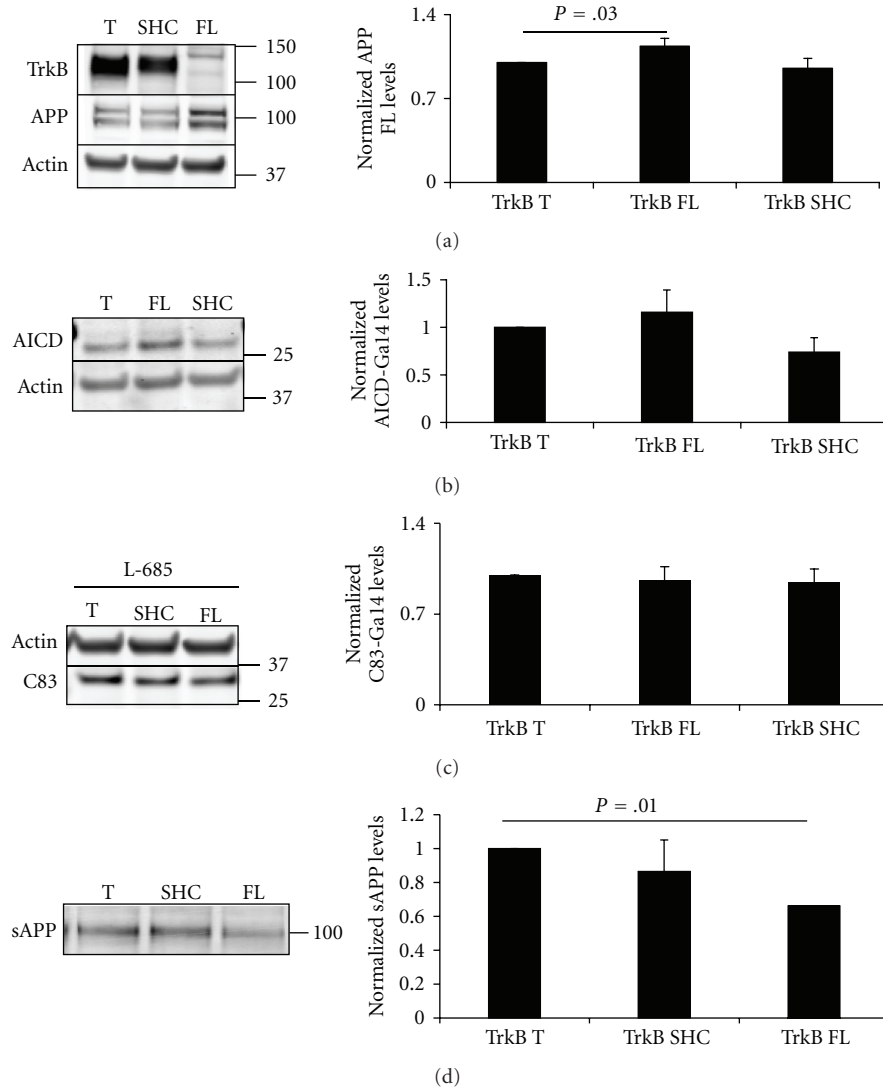 T SHC FL
TrkB
150
100
APP
100
Actin
37
Normalized APP
FL levels
P = .03
1.4
0.7
0
TrkB T TrkB FL TrkB SHC
(a)
T FL SHC
AICD
25
Actin
37
Normalized
AICD-Ga14 levels
1.5
1
0.5
0
TrkB T TrkB FL TrkB SHC
(b)
L-685
T SHC FL
Actin
37
C83
25
Normalized
C83-Ga14 levels
1.4
0.7
0
TrkB T TrkB FL TrkB SHC
(c)
T SHC FL
sAPP
100
Normalized sAPP levels
P = .01
1.2
1
0.8
0.6
0.4
0.2
0
TrkB T TrkB SHC TrkB FL
(d)